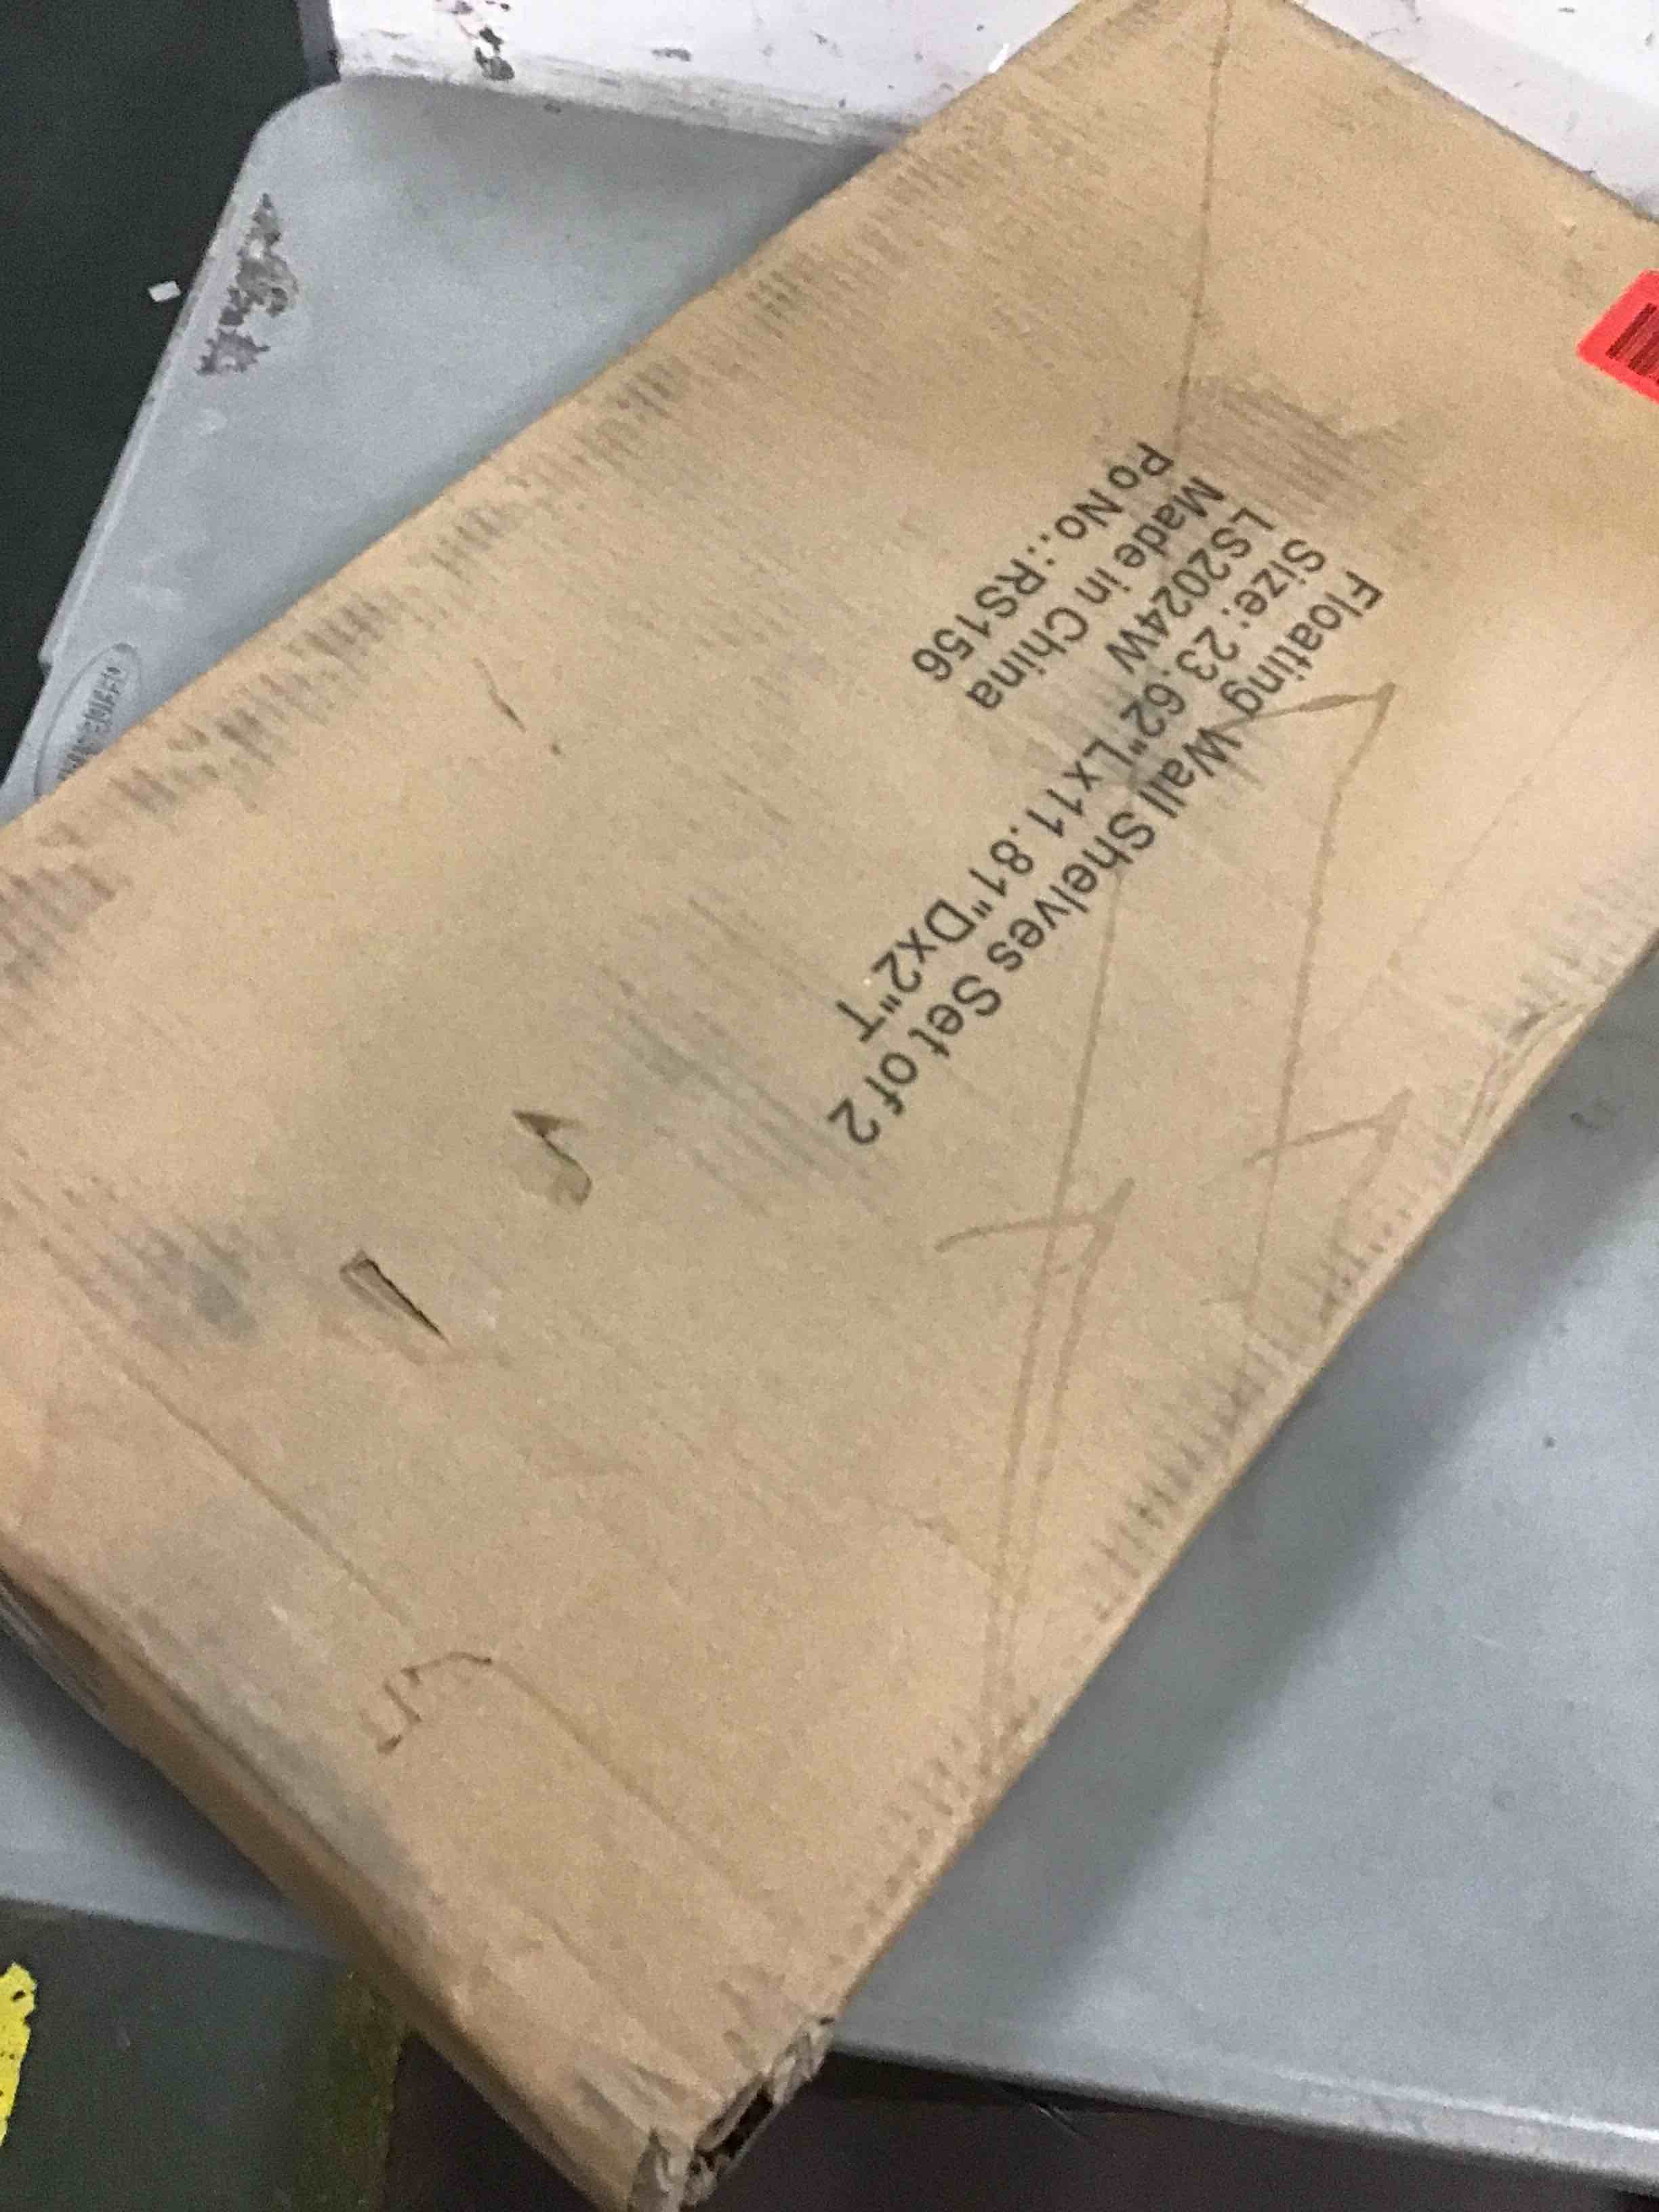 Floating Wall Shelves Set of 2
Size: 23.62"Lx11.81"Dx2"T
LS2024W
Made in China
Po No.:RS156